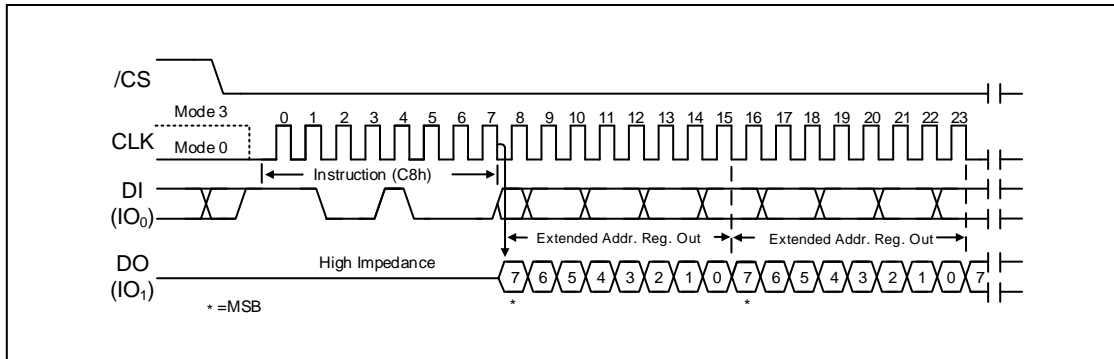 /CS
Mode 3
0 1 2 3 4 5 6 7 8 9 10 11 12 13 14 15 16 17 18 19 20 21 22 23
CLK
Mode 0
Instruction (C8h)
DI
(IO0)
Extended Addr. Reg. Out Extended Addr. Reg. Out
High Impedance
DO
(IO1)
7 6 5 4 3 2 1 0 7 6 5 4 3 2 1 0 7
* *
* =MSB